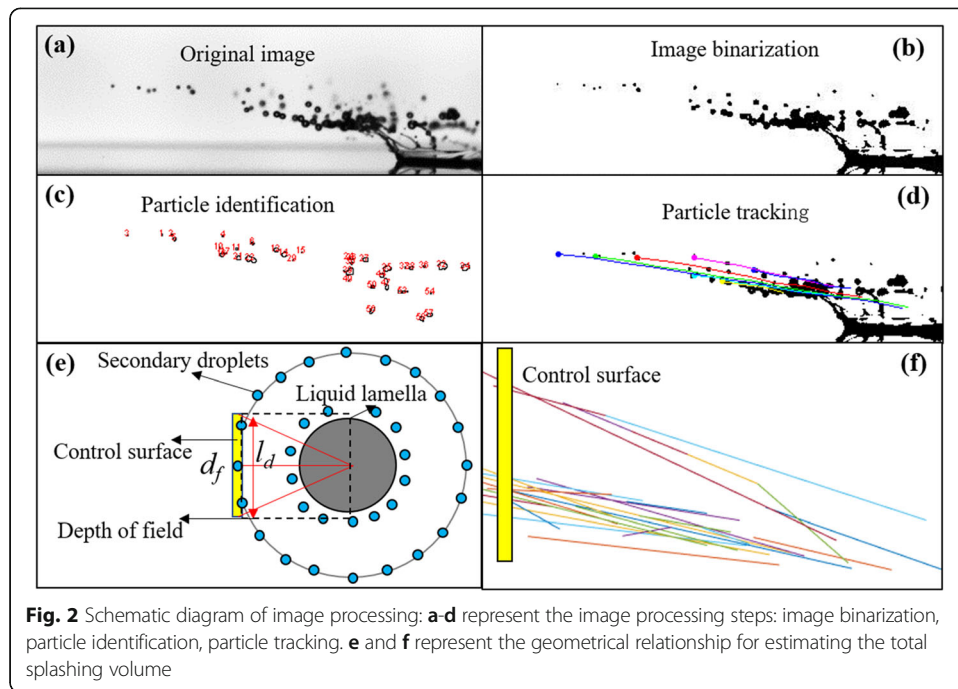 (a)
Original image
Image binarization
(b)
(c)
Particle identification
Particle tracking
(d)
(e)
Secondary droplets
Liquid lamella
Control surface
d_f
l_d
Depth of field
(f)
Control surface
Fig. 2 Schematic diagram of image processing: a-d represent the image processing steps: image binarization,
particle identification, particle tracking. e and f represent the geometrical relationship for estimating the total
splashing volume